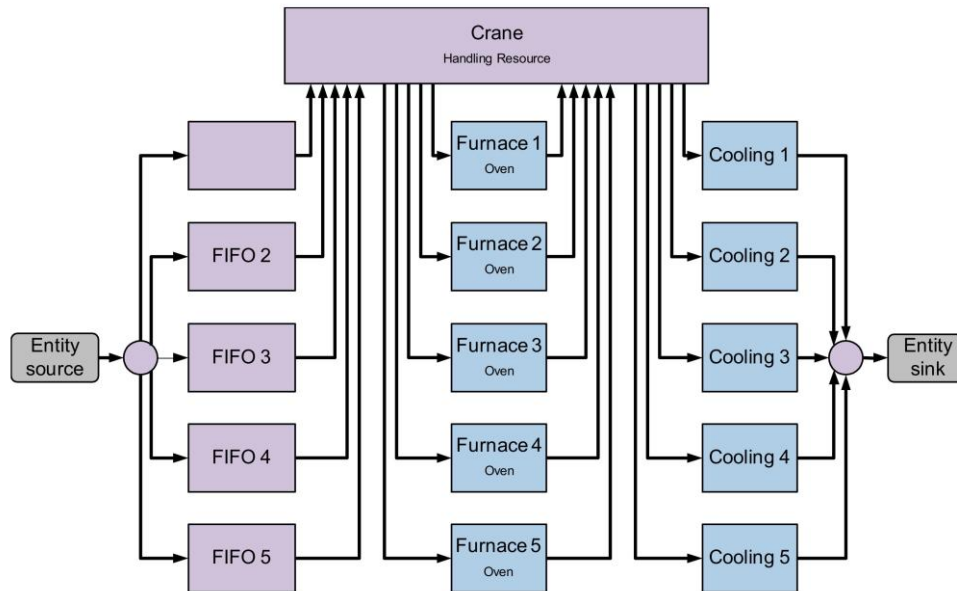 Crane
Handling Resource
Furnace 1
Oven
Cooling 1
FIFO 2
Furnace 2
Oven
Cooling 2
Entity
source
FIFO 3
Furnace 3
Oven
Cooling 3
Entity
sink
FIFO 4
Furnace 4
Oven
Cooling 4
FIFO 5
Furnace 5
Oven
Cooling 5